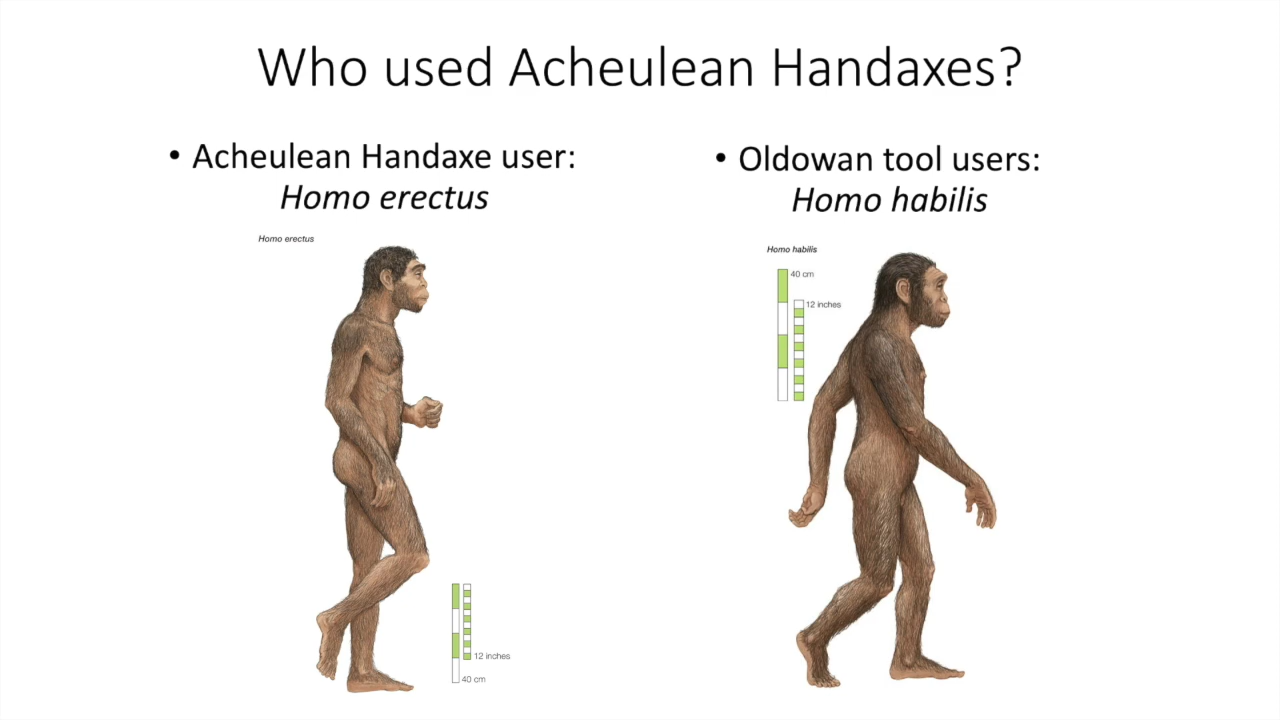 Who used Acheulean Handaxes?
• Acheulean Handaxe user:
Homo erectus
Homo erectus
12 inches
40 cm
• Oldowan tool users:
Homo habilis
Homo habilis
40 cm
12 inches